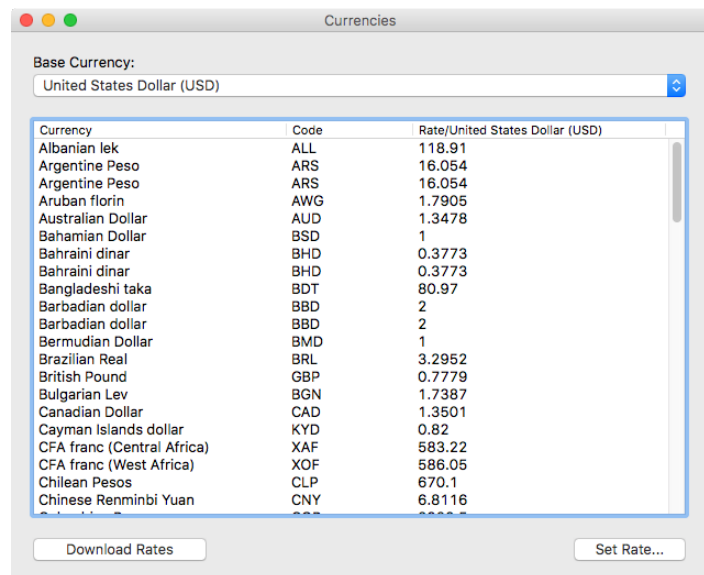 Currencies
Base Currency:
United States Dollar (USD)
Currency Code Rate/United States Dollar (USD)
Albanian lek ALL 118.91
Argentine Peso ARS 16.054
Argentine Peso ARS 16.054
Aruban florin AWG 1.7905
Australian Dollar AUD 1.3478
Bahamian Dollar BSD 1
Bahraini dinar BHD 0.3773
Bahraini dinar BHD 0.3773
Bangladeshi taka BDT 80.97
Barbadian dollar BBD 2
Barbadian dollar BBD 2
Bermudian Dollar BMD 1
Brazilian Real BRL 3.2952
British Pound GBP 0.7779
Bulgarian Lev BGN 1.7387
Canadian Dollar CAD 1.3501
Cayman Islands dollar KYD 0.82
CFA franc (Central Africa) XAF 583.22
CFA franc (West Africa) XOF 586.05
Chilean Pesos CLP 670.1
Chinese Renminbi Yuan CNY 6.8116
Download Rates Set Rate...